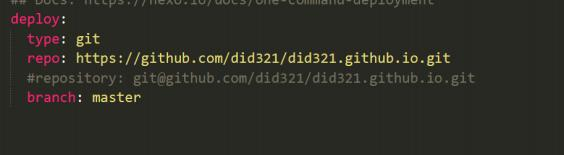 ## Docs: https://hexo.io/docs/one-command-deployment
deploy:
  type: git
  repo: https://github.com/did321/did321.github.io.git
  #repository: git@github.com/did321/did321.github.io.git
  branch: master